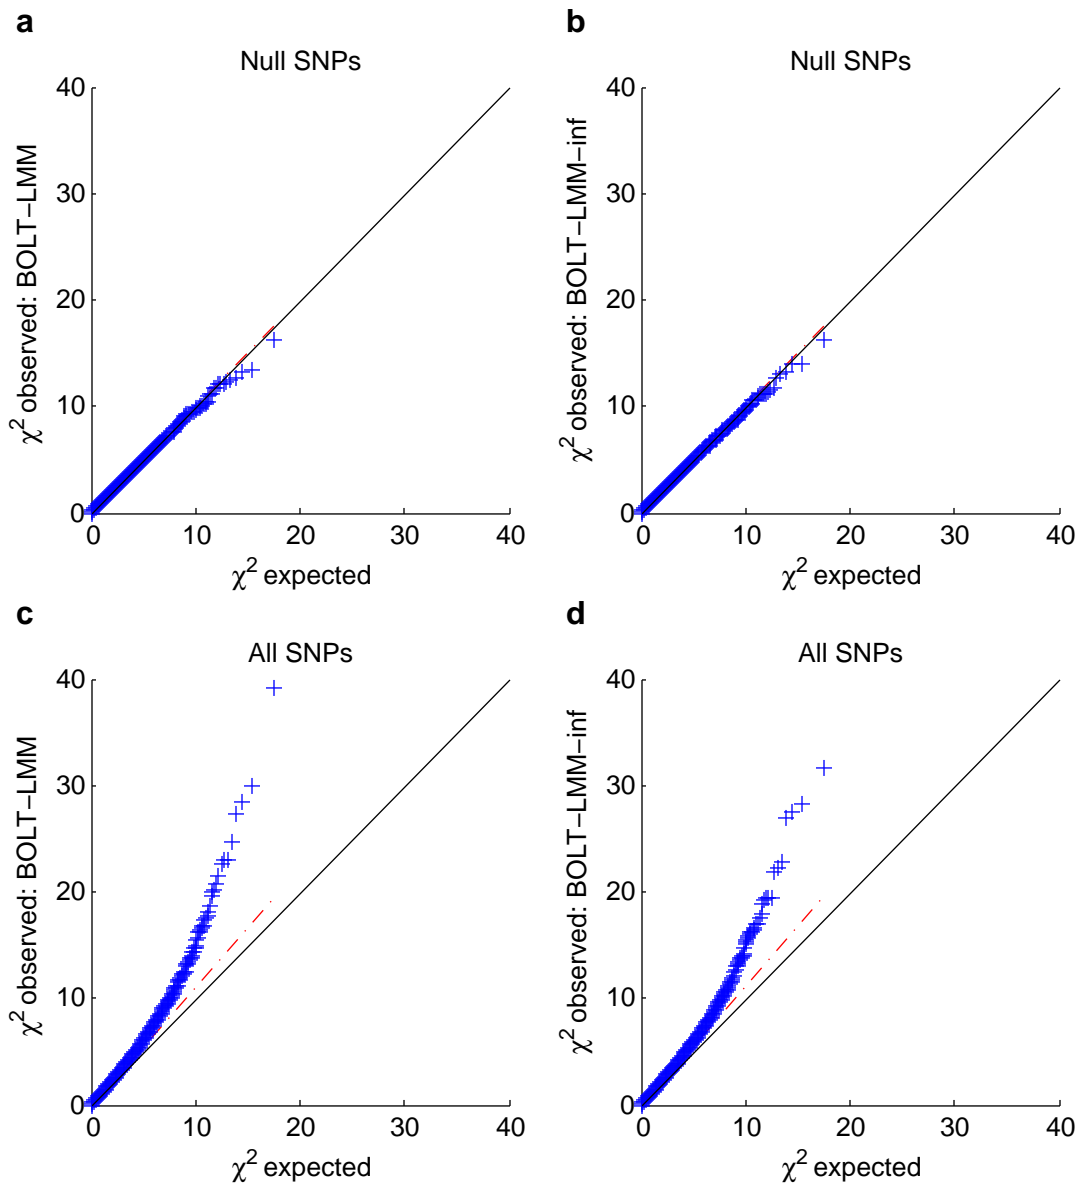 a
Null SNPs
40
30
20
10
0
0 10 20 30 40
χ² observed: BOLT−LMM
χ² expected
b
Null SNPs
40
30
20
10
0
0 10 20 30 40
χ² observed: BOLT−LMM−inf
χ² expected
c
All SNPs
40
30
20
10
0
0 10 20 30 40
χ² observed: BOLT−LMM
χ² expected
d
All SNPs
40
30
20
10
0
0 10 20 30 40
χ² observed: BOLT−LMM−inf
χ² expected